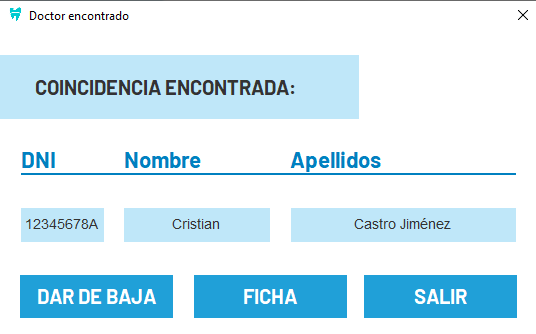 Doctor encontrado
COINCIDENCIA ENCONTRADA:
DNI Nombre Apellidos
12345678A Cristian Castro Jiménez
DAR DE BAJA FICHA SALIR